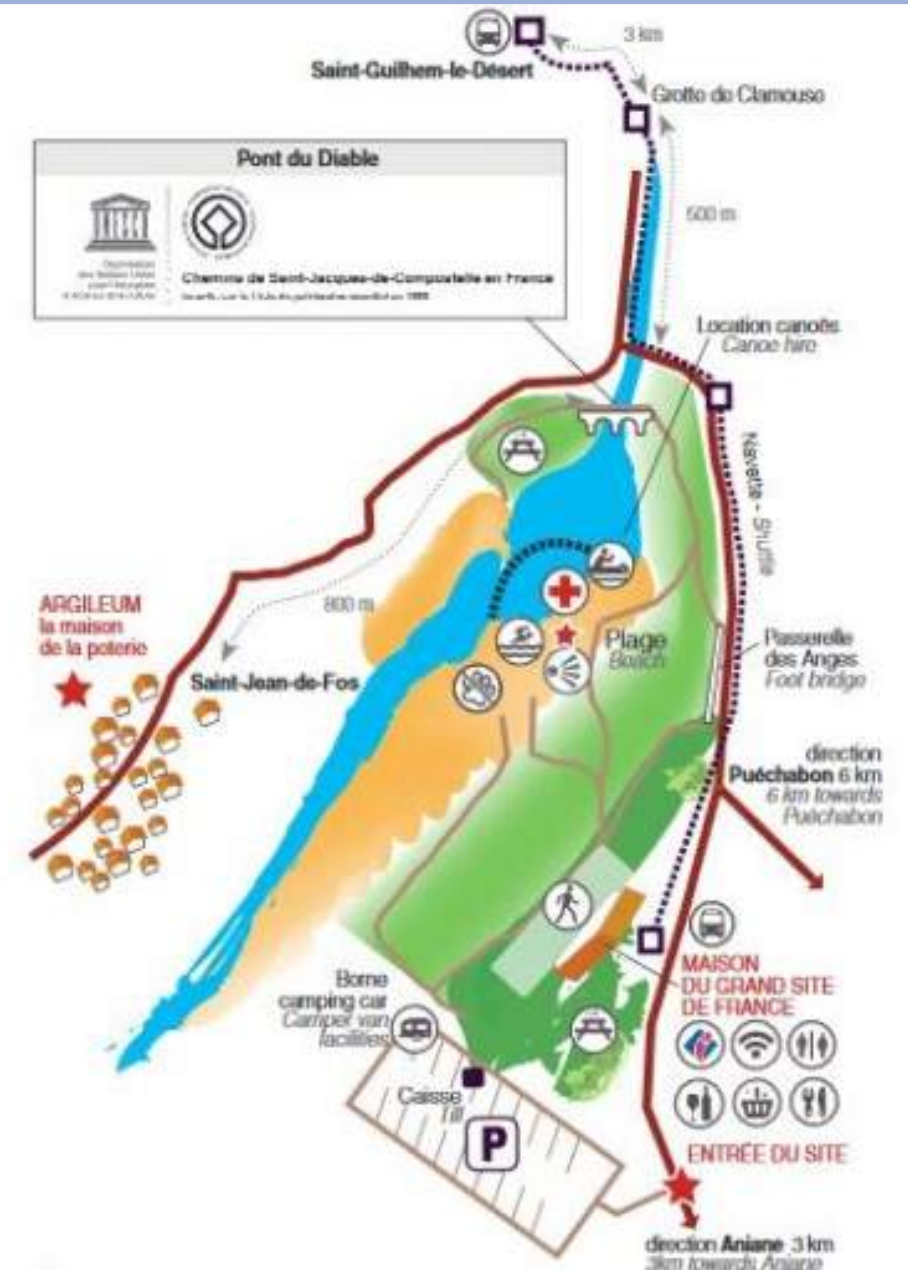 3 km
Saint-Guilhem-le-Désert
Grotte de Clamouse
Pont du Diable
Chemins de Saint-Jacques-de-Compostelle en France
500 m
Location canoës
Canoe hire
Navette - Shuttle
800 m
ARGILEUM
la maison
de la poterie
Saint-Jean-de-Fos
Plage
Beach
Passerelle
des Anges
Foot bridge
direction
Puéchabon 6 km
6 km towards
Puéchabon
MAISON
DU GRAND SITE
DE FRANCE
Borne
camping car
Camper van
facilities
Caisse
Till
P
ENTRÉE DU SITE
direction Aniane 3 km
3km towards Aniane